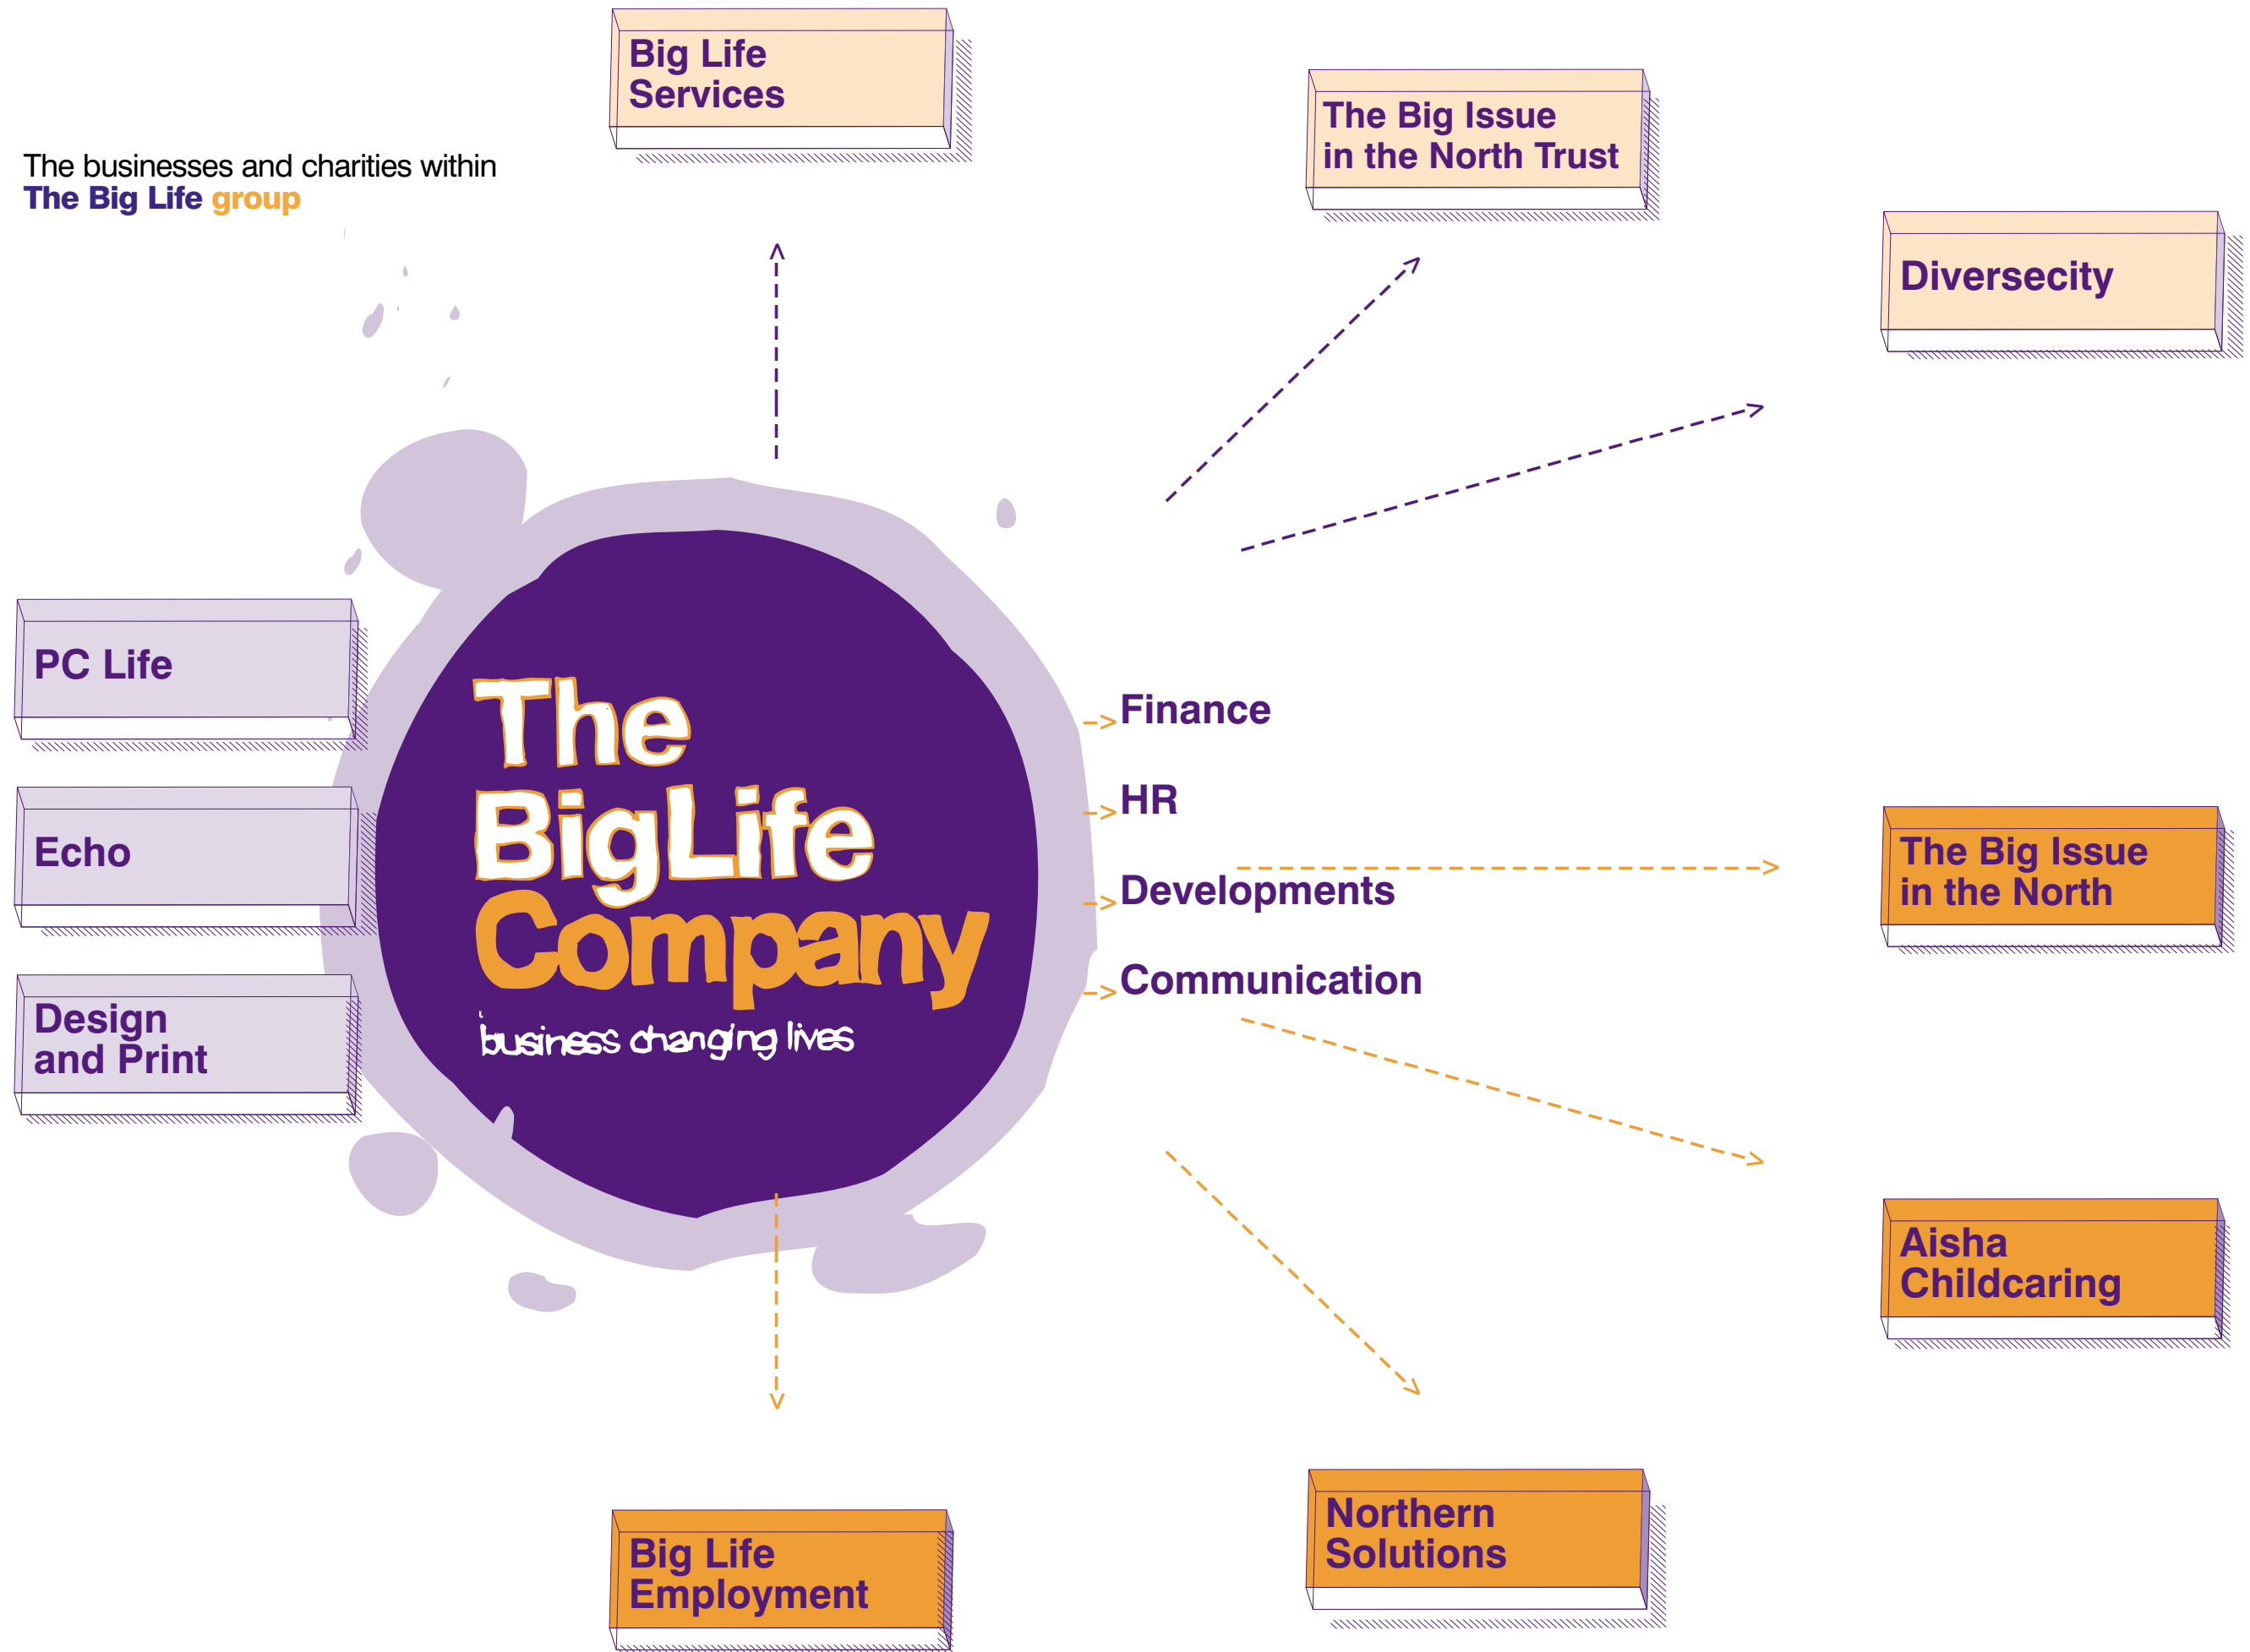 Big Life
Services
The Big Issue
in the North Trust
The businesses and charities within
The Big Life group
Diversecity
PC Life
Echo
Design
and Print
The
BigLife
Company
business changing lives
Finance
HR
Developments
Communication
The Big Issue
in the North
Aisha
Childcaring
Northern
Solutions
Big Life
Employment